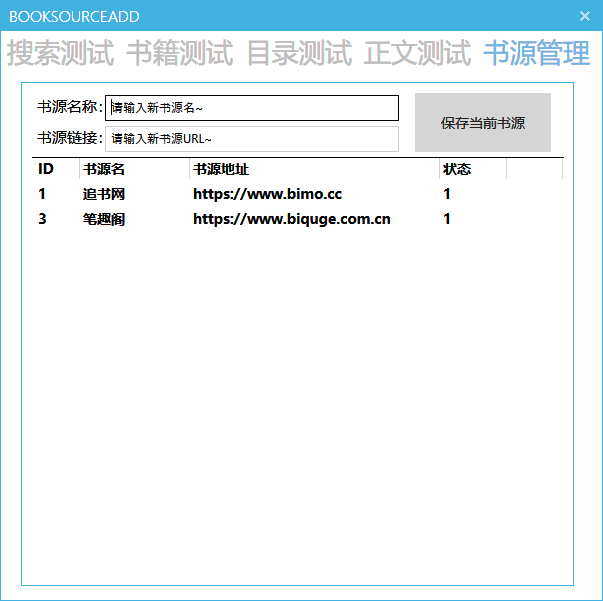 BOOKSOURCEADD
搜索测试 书籍测试 目录测试 正文测试 书源管理
书源名称: 请输入新书源名~
保存当前书源
书源链接: 请输入新书源URL~
ID 书源名 书源地址 状态
1 追书网 https://www.bimo.cc 1
3 笔趣阁 https://www.biquge.com.cn 1